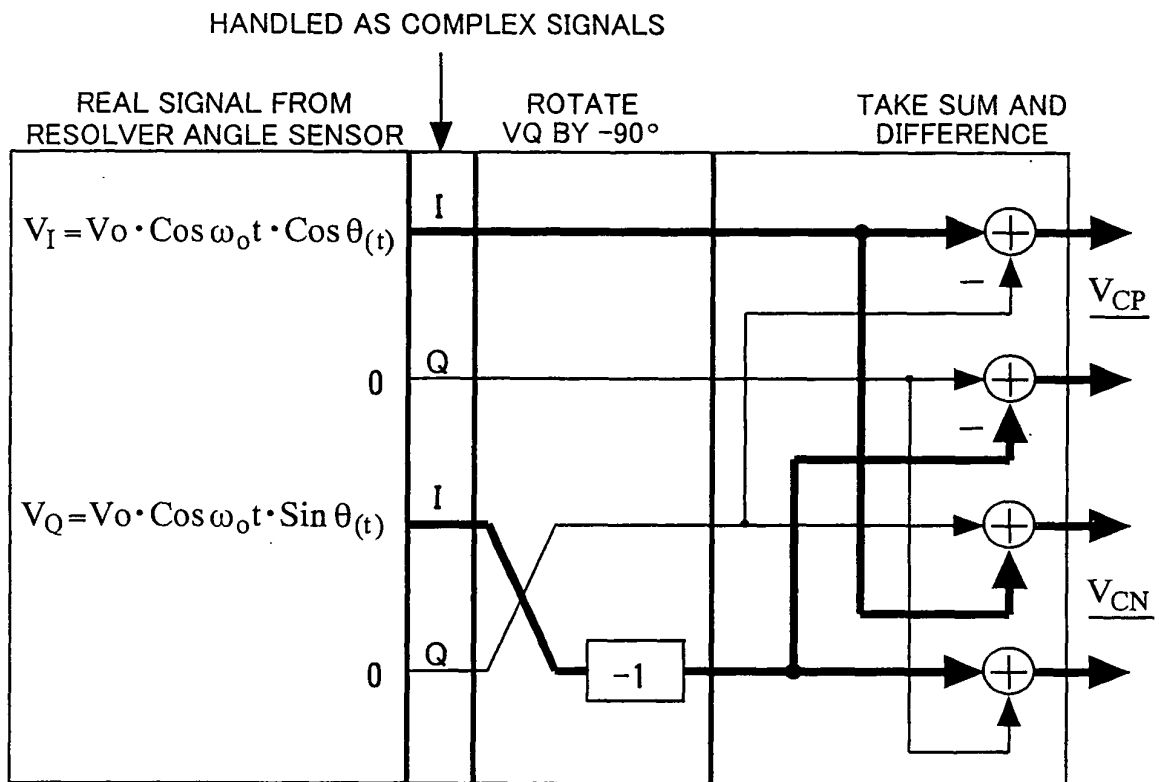 HANDLED AS COMPLEX SIGNALS
REAL SIGNAL FROM
RESOLVER ANGLE SENSOR
ROTATE
VQ BY -90°
TAKE SUM AND
DIFFERENCE
I
V_I=Vo・Cos ω_o t・Cos θ_(t)
−
V_CP
Q
0
−
I
V_Q=Vo・Cos ω_o t・Sin θ_(t)
V_CN
Q
0
-1